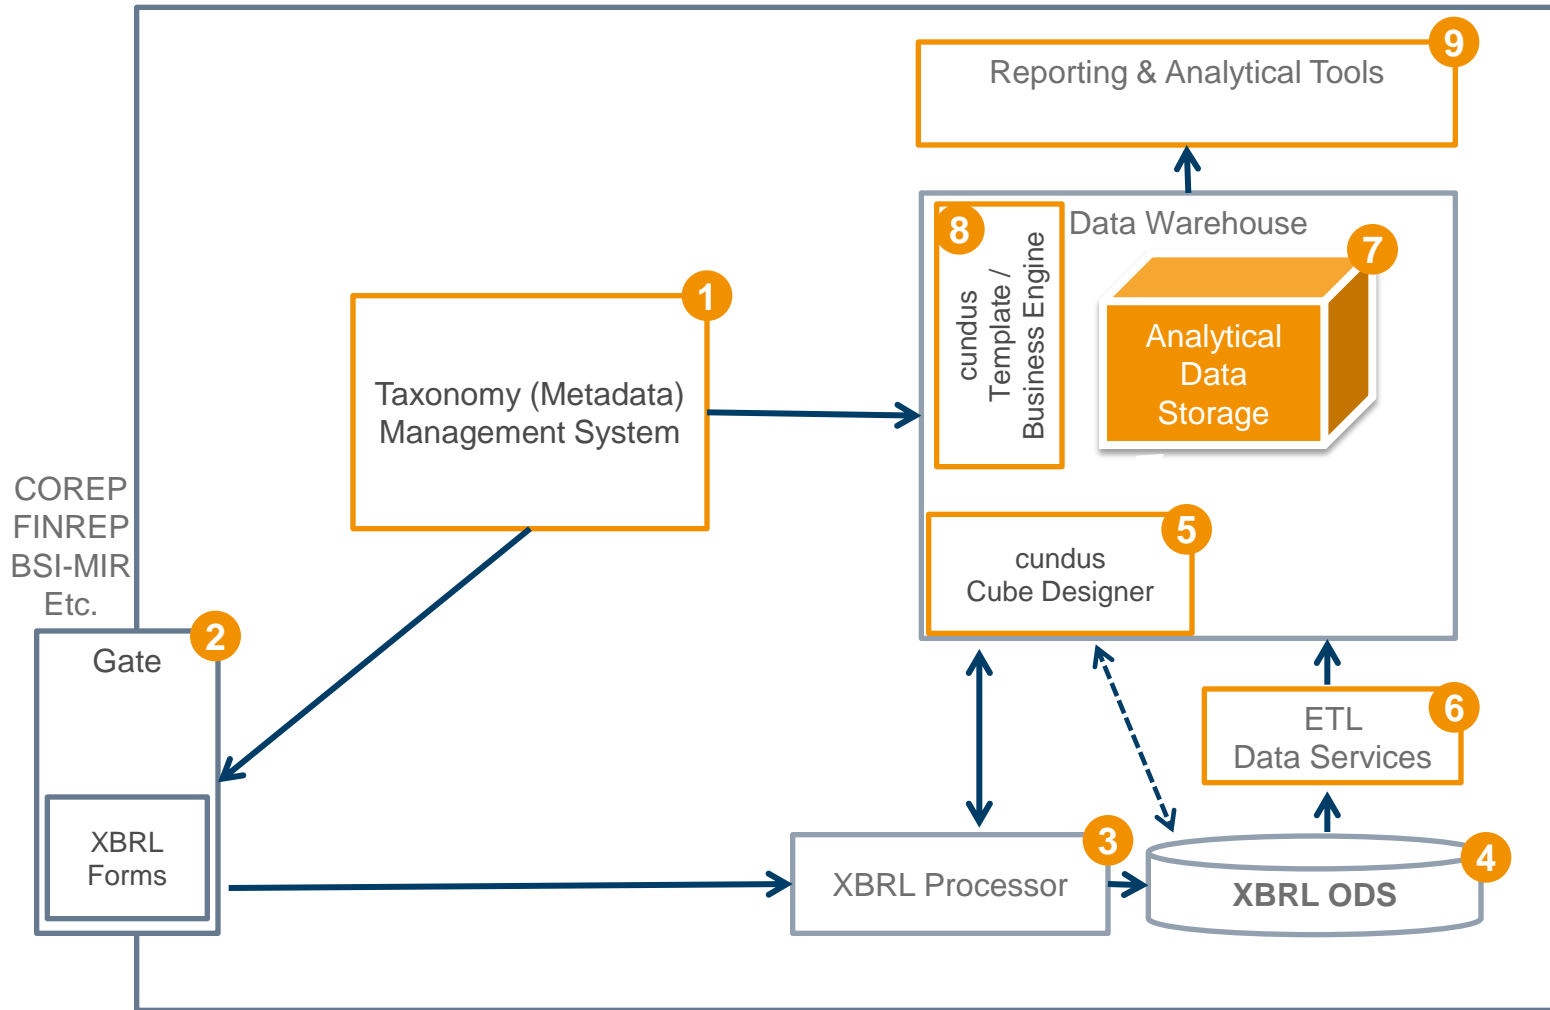 9
Reporting & Analytical Tools
8
Data Warehouse
7
cundus
Template /
Business Engine
Analytical
Data
Storage
1
Taxonomy (Metadata)
Management System
COREP
FINREP
BSI-MIR
Etc.
5
cundus
Cube Designer
2
Gate
6
ETL
Data Services
XBRL
Forms
3
XBRL Processor
4
XBRL ODS